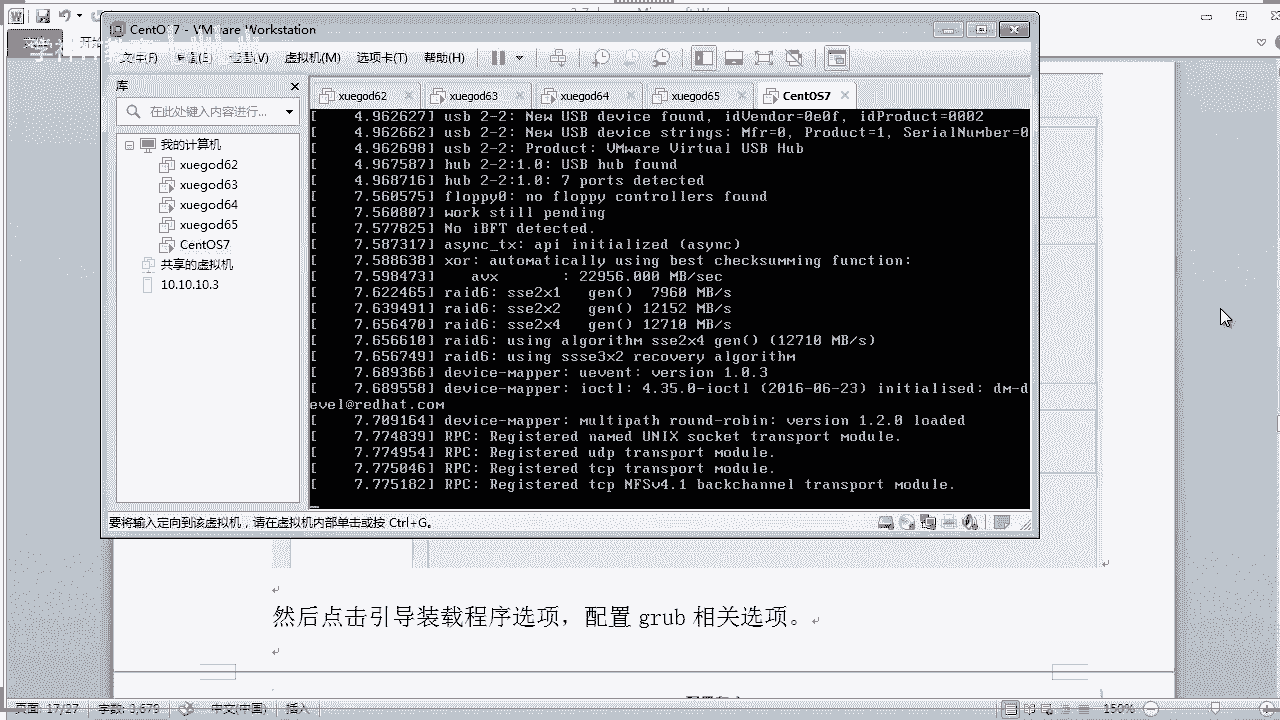 CentOS 7 - VMware Workstation
虚拟机(M) 选项卡(T) 帮助(H)
库
在此处键入内容进行...
我的计算机
xuegod62
xuegod63
xuegod64
xuegod65
CentOS7
共享的虚拟机
10.10.10.3
xuegod62 xuegod63 xuegod64 xuegod65 CentOS7
[ 4.962627] usb 2-2: New USB device found, idVendor=0e0f, idProduct=0002
[ 4.962662] usb 2-2: New USB device strings: Mfr=0, Product=1, SerialNumber=0
[ 4.962698] usb 2-2: Product: VMware Virtual USB Hub
[ 4.967587] hub 2-2:1.0: USB hub found
[ 4.968716] hub 2-2:1.0: 7 ports detected
[ 7.560575] floppy0: no floppy controllers found
[ 7.560807] work still pending
[ 7.577825] No iBFT detected.
[ 7.587317] async_tx: api initialized (async)
[ 7.588638] xor: automatically using best checksumming function:
[ 7.598473] avx : 22956.000 MB/sec
[ 7.622465] raid6: sse2x1 gen() 7960 MB/s
[ 7.639491] raid6: sse2x2 gen() 12152 MB/s
[ 7.656470] raid6: sse2x4 gen() 12710 MB/s
[ 7.656610] raid6: using algorithm sse2x4 gen() (12710 MB/s)
[ 7.656749] raid6: using ssse3x2 recovery algorithm
[ 7.689366] device-mapper: uevent: version 1.0.3
[ 7.689558] device-mapper: ioctl: 4.35.0-ioctl (2016-06-23) initialised: dm-d
evel@redhat.com
[ 7.709164] device-mapper: multipath round-robin: version 1.2.0 loaded
[ 7.774839] RPC: Registered named UNIX socket transport module.
[ 7.774954] RPC: Registered udp transport module.
[ 7.775046] RPC: Registered tcp transport module.
[ 7.775182] RPC: Registered tcp NFSv4.1 backchannel transport module.
要将输入定向到该虚拟机，请在虚拟机内部单击或按 Ctrl+G。
然后点击引导装载程序选项，配置 grub 相关选项。
页面: 17/27 字数: 3,679 中文(中国) 插入 150%